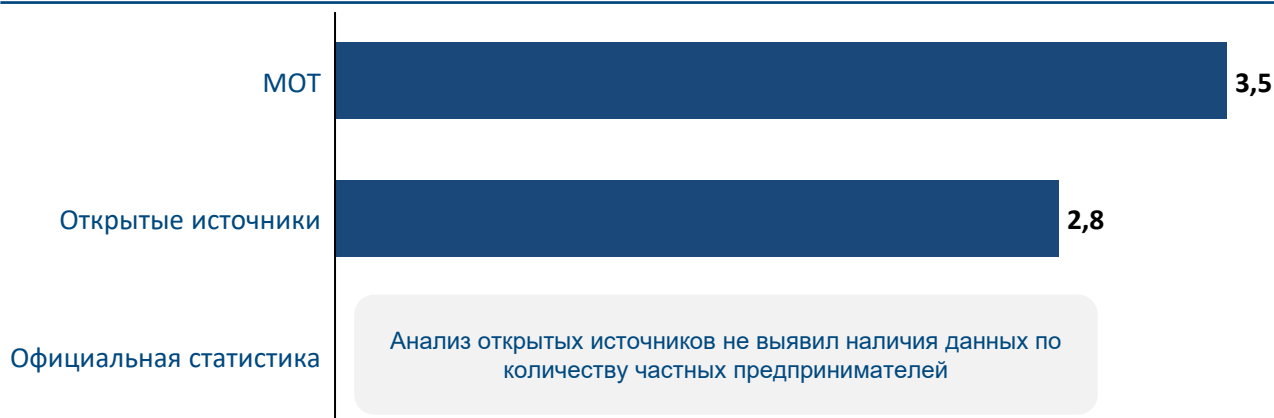 МОТ
3,5
Открытые источники
2,8
Официальная статистика
Анализ открытых источников не выявил наличия данных по
количеству частных предпринимателей